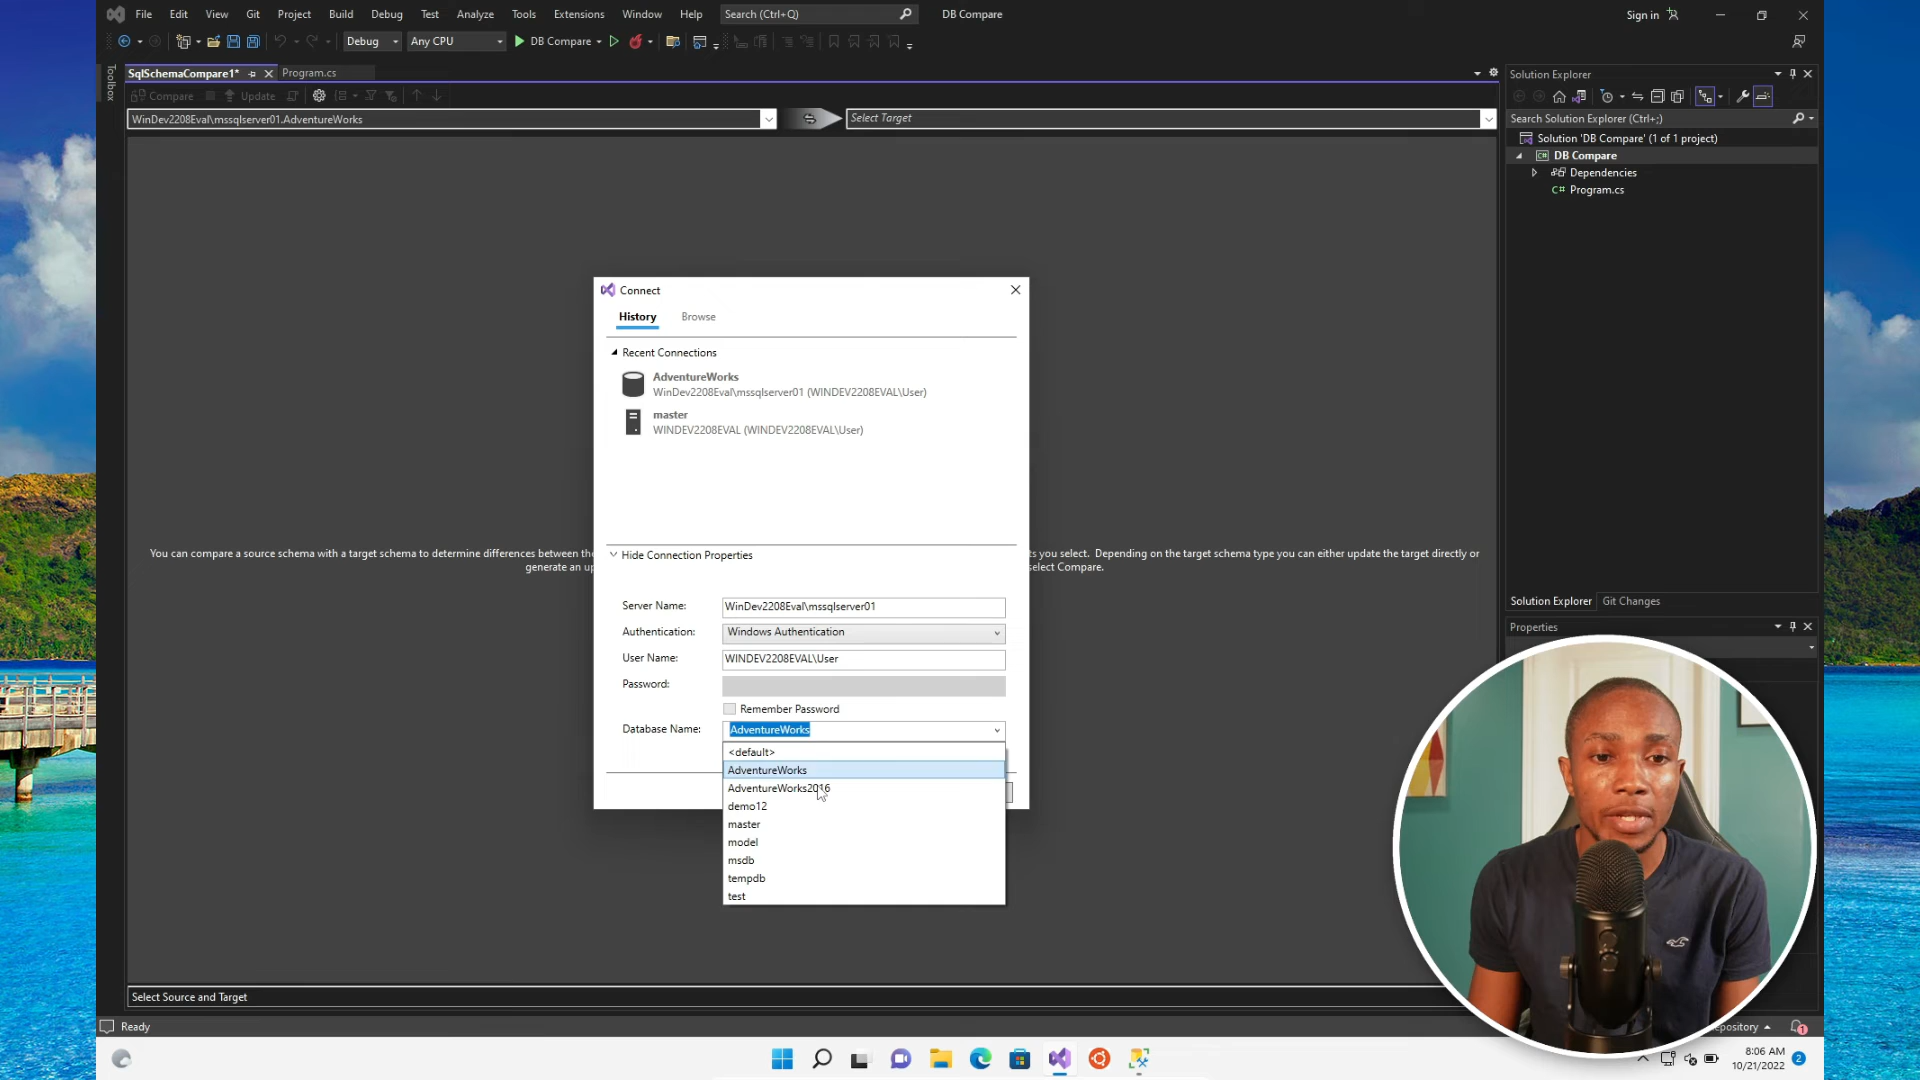 File Edit View Git Project Build Debug Test Analyze Tools Extensions Window Help Search (Ctrl+Q) DB Compare Sign in
Debug Any CPU DB Compare
Toolbox
SqlSchemaCompare1* Program.cs
Compare Update
WinDev2208Eval\mssqlserver01.AdventureWorks Select Target
Solution Explorer
Search Solution Explorer (Ctrl+;)
Solution 'DB Compare' (1 of 1 project)
DB Compare
Dependencies
C# Program.cs
Connect
History Browse
Recent Connections
AdventureWorks
WinDev2208Eval\mssqlserver01 (WINDEV2208EVAL\User)
master
WINDEV2208EVAL (WINDEV2208EVAL\User)
You can compare a source schema with a target schema to determine differences between the
ts you select. Depending on the target schema type you can either update the target directly or
generate an up
select Compare.
Hide Connection Properties
Server Name: WinDev2208Eval\mssqlserver01
Authentication: Windows Authentication
User Name: WINDEV2208EVAL\User
Password:
Remember Password
Database Name: AdventureWorks
<default>
AdventureWorks
AdventureWorks2016
demo12
master
model
msdb
tempdb
test
Solution Explorer Git Changes
Properties
Select Source and Target
Ready
epository 1
8:06 AM
10/21/2022
2